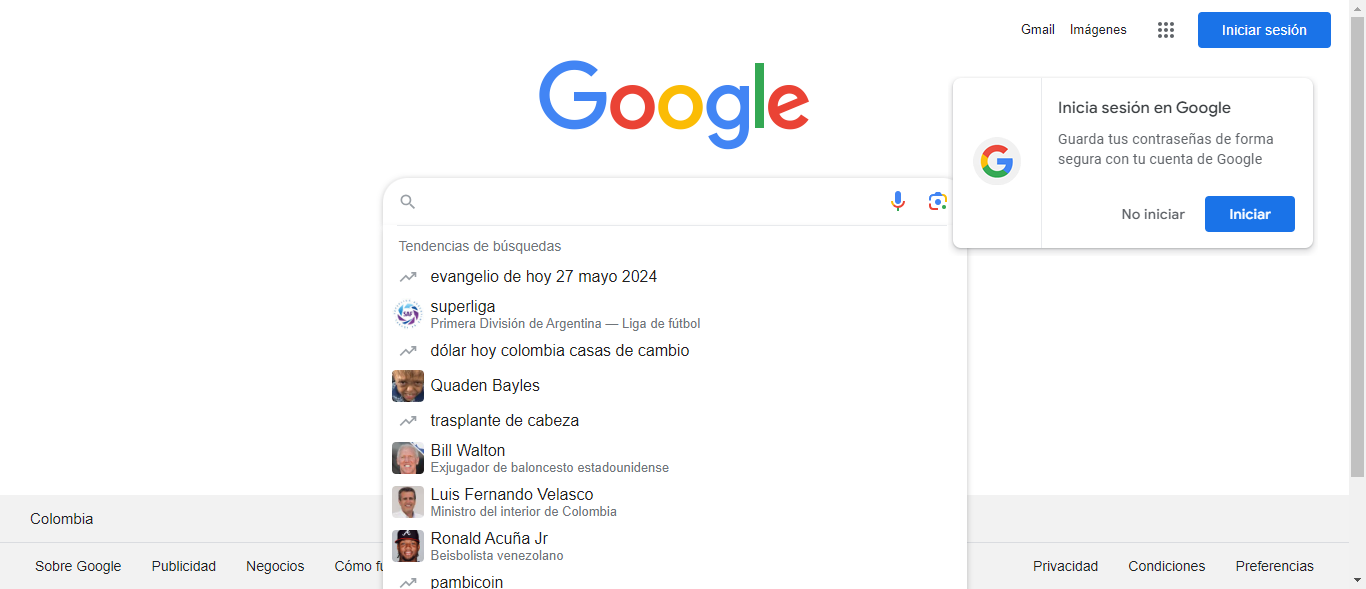 Gmail Imágenes Iniciar sesión
Google
Inicia sesión en Google
Guarda tus contraseñas de forma
segura con tu cuenta de Google
No iniciar Iniciar
Tendencias de búsquedas
evangelio de hoy 27 mayo 2024
superliga
Primera División de Argentina — Liga de fútbol
dólar hoy colombia casas de cambio
Quaden Bayles
trasplante de cabeza
Bill Walton
Exjugador de baloncesto estadounidense
Luis Fernando Velasco
Ministro del interior de Colombia
Ronald Acuña Jr
Beisbolista venezolano
pambicoin
Colombia
Sobre Google Publicidad Negocios Cómo Privacidad Condiciones Preferencias